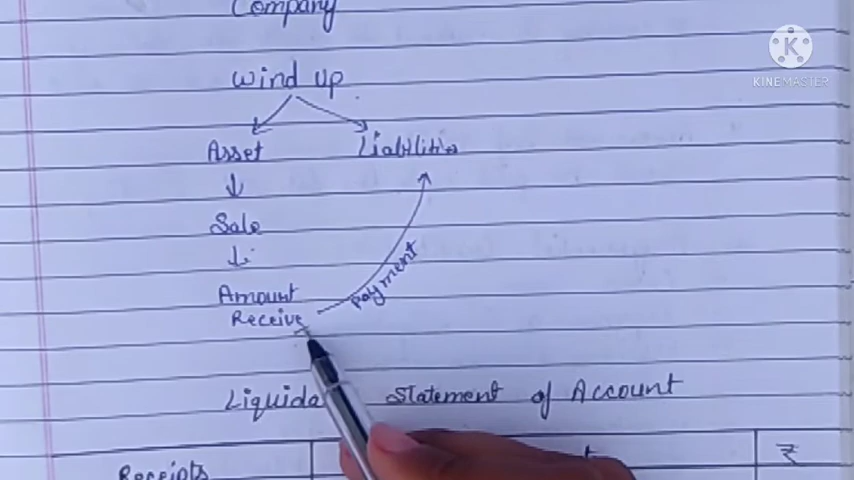 Company
Wind up
Asset Liabilities
Sale
Amount
Receive
Payment
Statement of Account
Receipts ₹
K
KINEMASTER